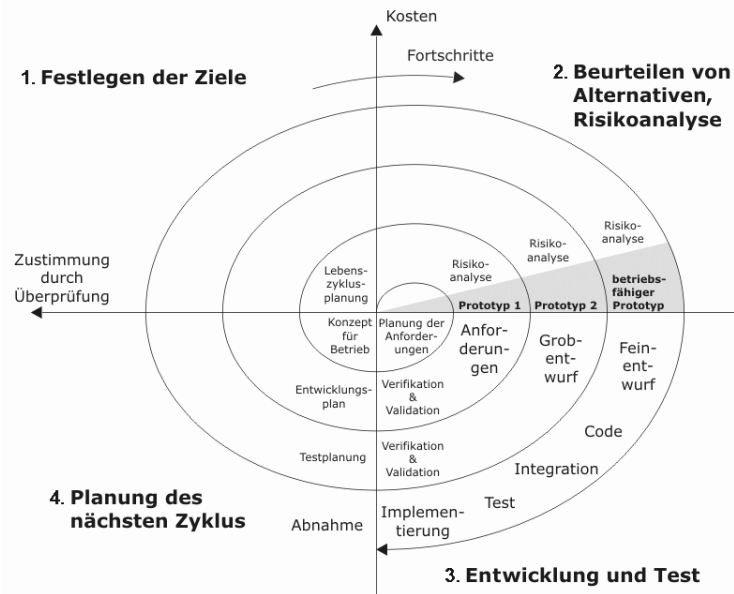 Kosten
Fortschritte
1. Festlegen der Ziele
2. Beurteilen von
Alternativen,
Risikoanalyse
Zustimmung
durch
Überprüfung
Lebens-
zyklus-
planung
Risiko-
analyse
Risiko-
analyse
Risiko-
analyse
Prototyp 1
Prototyp 2
betriebs-
fähiger
Prototyp
Konzept
für
Betrieb
Planung der
Anforder-
ungen
Anfor-
derun-
gen
Grob-
ent-
wurf
Fein-
ent-
wurf
Entwicklungs-
plan
Verifikation
&
Validation
Code
Testplanung
Verifikation
&
Validation
Integration
4. Planung des
nächsten Zyklus
Abnahme
Implemen-
tierung
Test
3. Entwicklung und Test